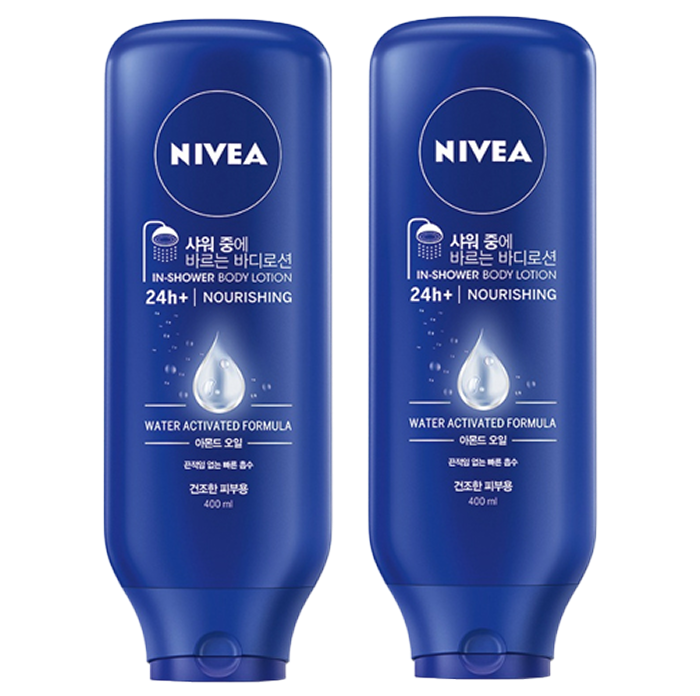 NIVEA
샤워 중에
바르는 바디로션
IN-SHOWER BODY LOTION
24h+ | NOURISHING
WATER ACTIVATED FORMULA
아몬드 오일
끈적임 없는 빠른 흡수
건조한 피부용
400 ml
NIVEA
샤워 중에
바르는 바디로션
IN-SHOWER BODY LOTION
24h+ | NOURISHING
WATER ACTIVATED FORMULA
아몬드 오일
끈적임 없는 빠른 흡수
건조한 피부용
400 ml